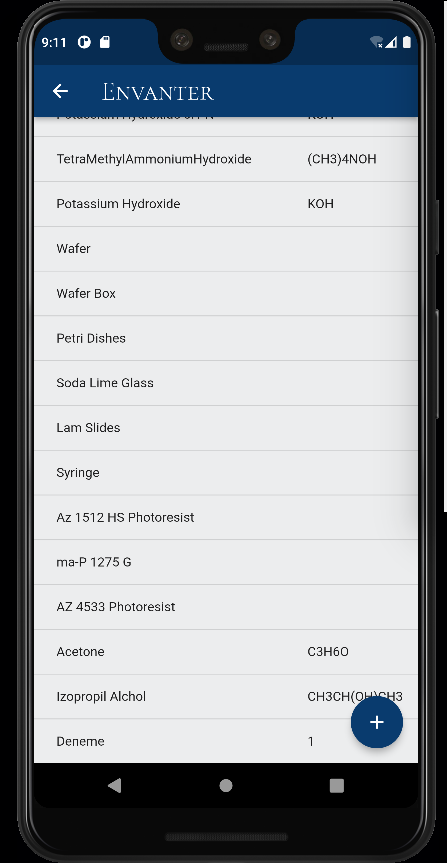 9:11
Envanter
TetraMethylAmmoniumHydroxide (CH3)4NOH
Potassium Hydroxide KOH
Wafer
Wafer Box
Petri Dishes
Soda Lime Glass
Lam Slides
Syringe
Az 1512 HS Photoresist
ma-P 1275 G
AZ 4533 Photoresist
Acetone C3H6O
Izopropil Alchol CH3CH(OH)CH3
Deneme 1